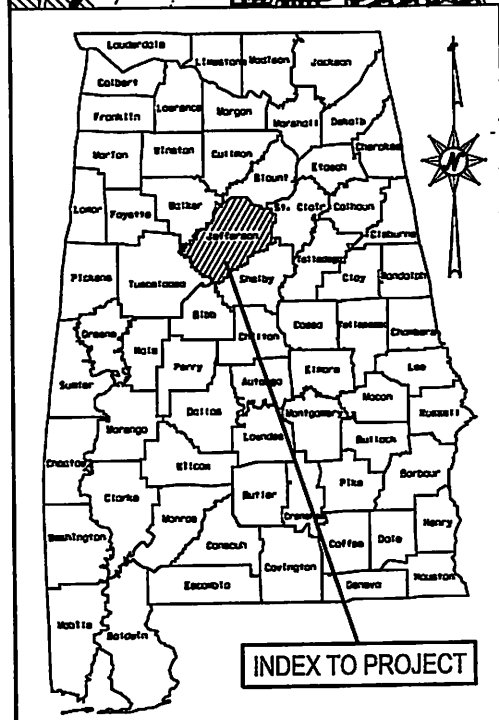 Lauderdale
Limestone Madison Jackson
Colbert
Franklin Lawrence Morgan Marshall Dekalb
Cherokee
Marion Winston Cullman Etowah
Blount
Lamar Fayette Walker St. Clair Calhoun
Cleburne
Jefferson Talladega
Pickens Tuscaloosa Shelby Clay Randolph
Bibb
Greene Hale Chilton Coosa Tallapoosa Chambers
Perry Elmore Lee
Sumter Autauga Macon
Dallas Montgomery Russell
Marengo Lowndes Bullock
Choctaw Wilcox Barbour
Clarke Butler Pike
Monroe Crenshaw Henry
Washington Conecuh Coffee Dale
Covington Houston
Escambia Geneva
Mobile Baldwin
N
INDEX TO PROJECT